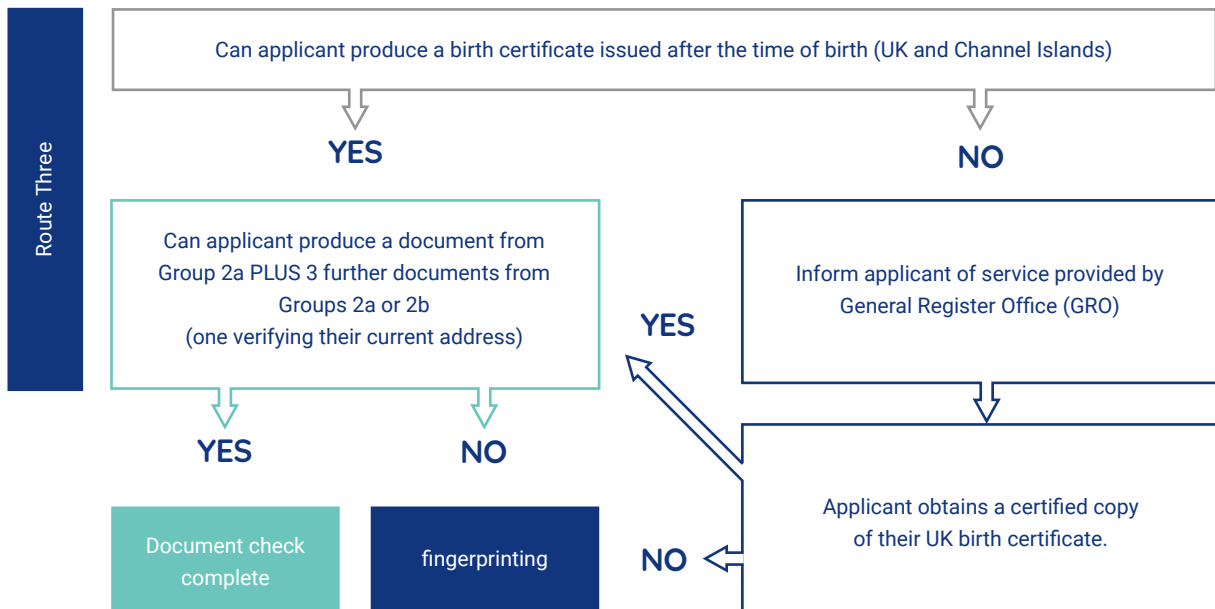 Route Three
Can applicant produce a birth certificate issued after the time of birth (UK and Channel Islands)
YES
NO
Can applicant produce a document from
Group 2a PLUS 3 further documents from
Groups 2a or 2b
(one verifying their current address)
Inform applicant of service provided by
General Register Office (GRO)
YES
YES
NO
Applicant obtains a certified copy
of their UK birth certificate.
Document check
complete
fingerprinting
NO